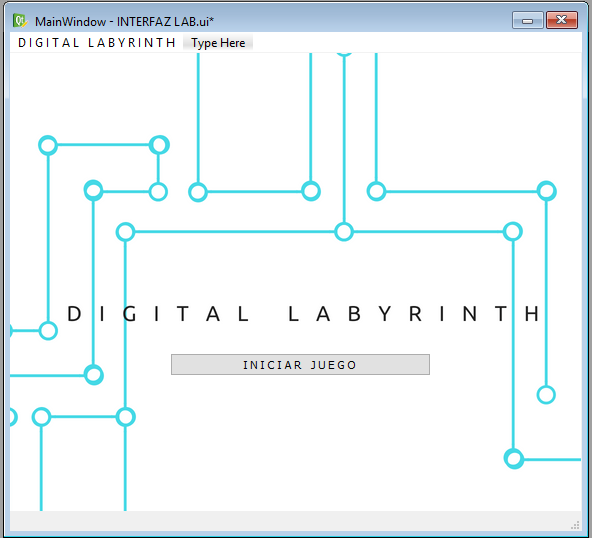 MainWindow - INTERFAZ LAB.ui*
DIGITAL LABYRINTH Type Here
DIGITAL LABYRINTH
INICIAR JUEGO